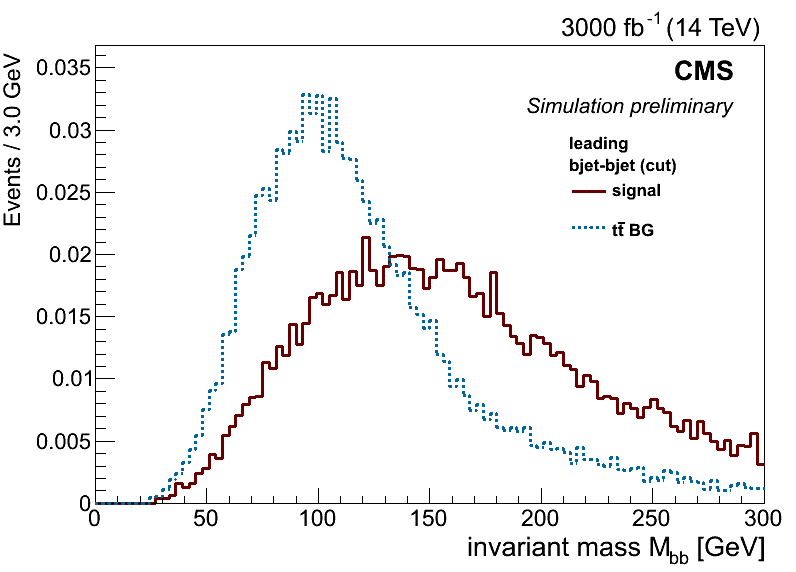 3000 fb⁻¹ (14 TeV)
Events / 3.0 GeV
CMS
Simulation preliminary
leading
bjet-bjet (cut)
signal
tt̄ BG
0.035
0.03
0.025
0.02
0.015
0.01
0.005
0
0 50 100 150 200 250 300
invariant mass M_bb [GeV]